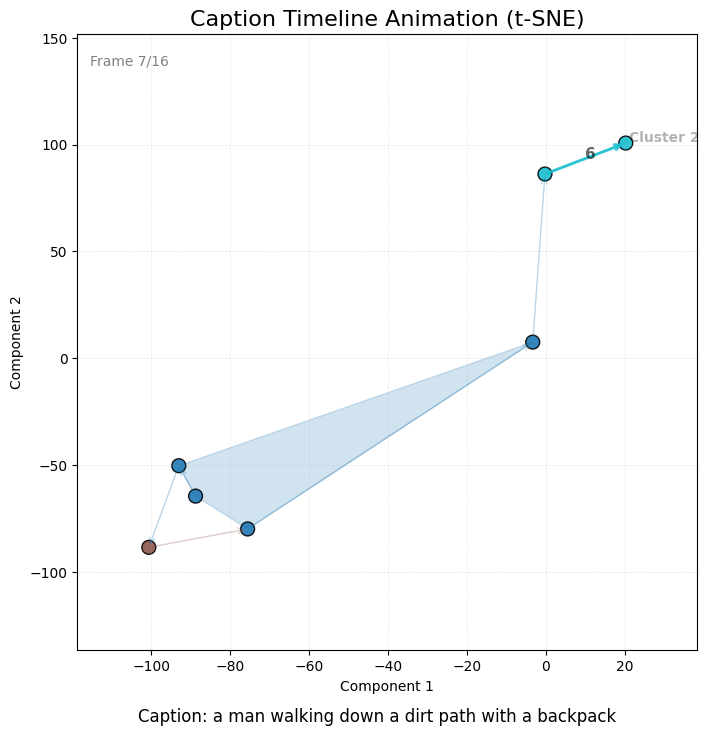 Caption Timeline Animation (t-SNE)
Frame 7/16
150
100
50
0
−50
−100
Component 2
6
Cluster 2
−100
−80
−60
−40
−20
0
20
Component 1
Caption: a man walking down a dirt path with a backpack